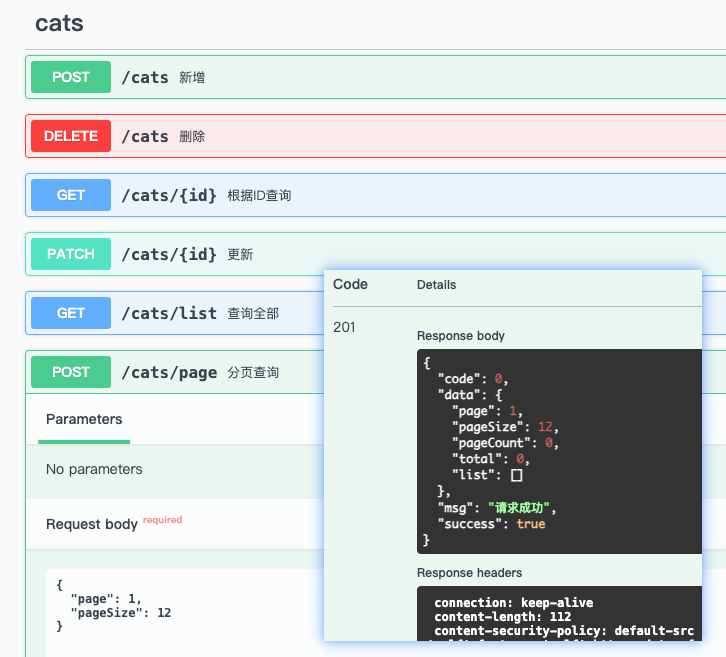 cats
POST /cats 新增
DELETE /cats 删除
GET /cats/{id} 根据ID查询
PATCH /cats/{id} 更新
GET /cats/list 查询全部
POST /cats/page 分页查询
Parameters
No parameters
Request body required
{
"page": 1,
"pageSize": 12
}
Code Details
201
Response body
{
"code": 0,
"data": {
"page": 1,
"pageSize": 12,
"pageCount": 0,
"total": 0,
"list": []
},
"msg": "请求成功",
"success": true
}
Response headers
connection: keep-alive
content-length: 112
content-security-policy: default-src